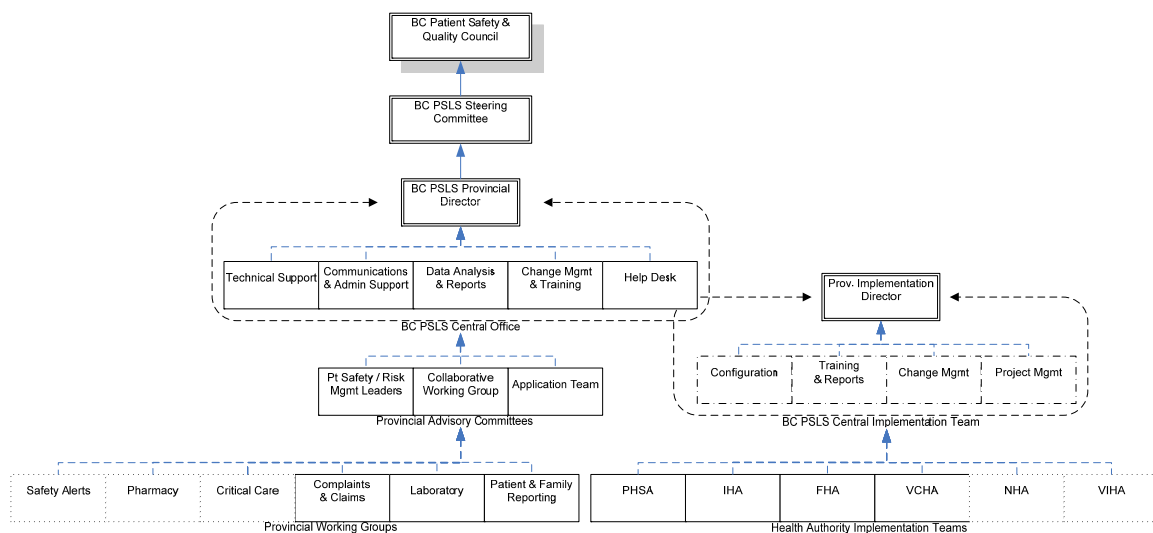 BC Patient Safety &
Quality Council
BC PSLS Steering
Committee
BC PSLS Provincial
Director
Technical Support
Communications
& Admin Support
Data Analysis
& Reports
Change Mgmt
& Training
Help Desk
BC PSLS Central Office
Prov. Implementation
Director
Configuration
Training
& Reports
Change Mgmt
Project Mgmt
BC PSLS Central Implementation Team
Pt Safety / Risk
Mgmt Leaders
Collaborative
Working Group
Application Team
Provincial Advisory Committees
Safety Alerts
Pharmacy
Critical Care
Complaints
& Claims
Laboratory
Patient & Family
Reporting
Provincial Working Groups
PHSA
IHA
FHA
VCHA
NHA
VIHA
Health Authority Implementation Teams